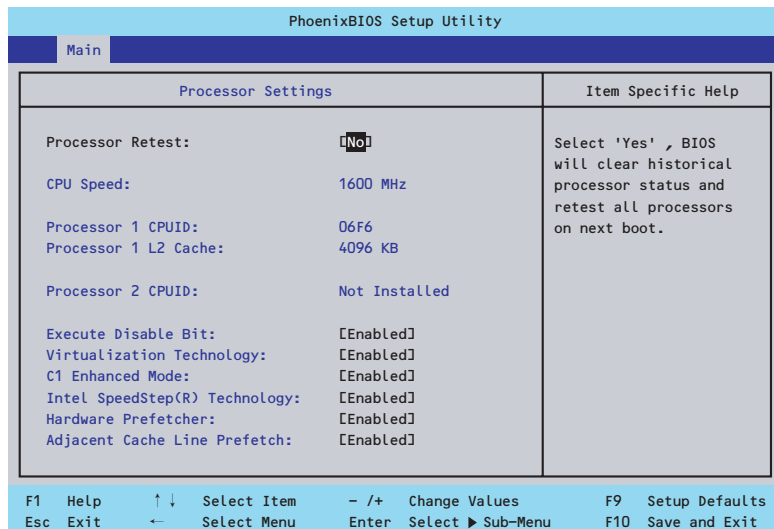 PhoenixBIOS Setup Utility
Main
Processor Settings
Item Specific Help
Processor Retest: [No]
CPU Speed: 1600 MHz
Processor 1 CPUID: 06F6
Processor 1 L2 Cache: 4096 KB
Processor 2 CPUID: Not Installed
Execute Disable Bit: [Enabled]
Virtualization Technology: [Enabled]
C1 Enhanced Mode: [Enabled]
Intel SpeedStep(R) Technology: [Enabled]
Hardware Prefetcher: [Enabled]
Adjacent Cache Line Prefetch: [Enabled]
Select 'Yes' , BIOS
will clear historical
processor status and
retest all processors
on next boot.
F1 Help ↑↓ Select Item - /+ Change Values F9 Setup Defaults
Esc Exit ← Select Menu Enter Select ▶ Sub-Menu F10 Save and Exit